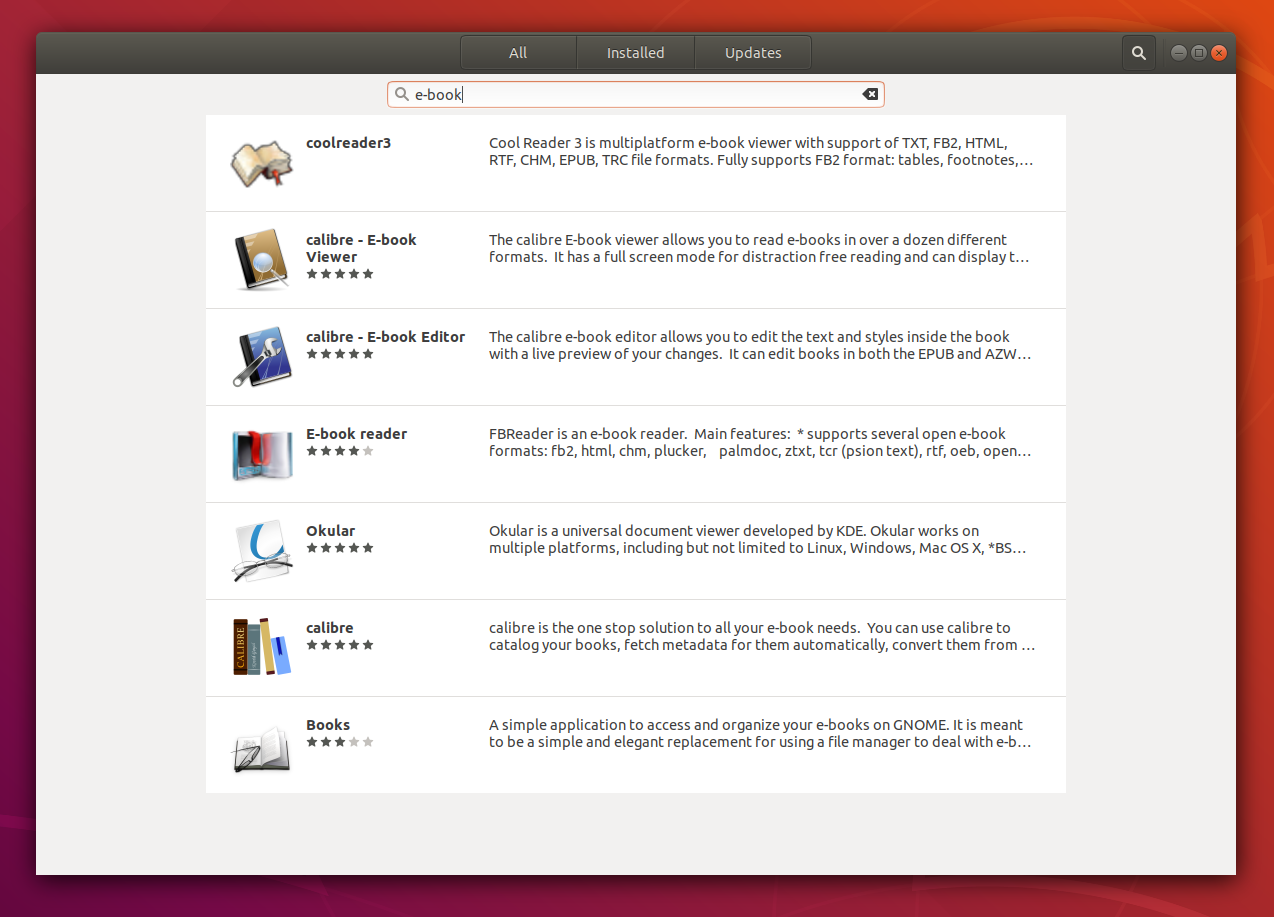 All
Installed
Updates
e-book
coolreader3
Cool Reader 3 is multiplatform e-book viewer with support of TXT, FB2, HTML,
RTF, CHM, EPUB, TRC file formats. Fully supports FB2 format: tables, footnotes,…
calibre - E-book
Viewer
The calibre E-book viewer allows you to read e-books in over a dozen different
formats.  It has a full screen mode for distraction free reading and can display t…
calibre - E-book Editor
The calibre e-book editor allows you to edit the text and styles inside the book
with a live preview of your changes.  It can edit books in both the EPUB and AZW…
E-book reader
FBReader is an e-book reader.  Main features:  * supports several open e-book
formats: fb2, html, chm, plucker,   palmdoc, ztxt, tcr (psion text), rtf, oeb, open…
Okular
Okular is a universal document viewer developed by KDE. Okular works on
multiple platforms, including but not limited to Linux, Windows, Mac OS X, *BS…
CALIBRE
calibre
calibre is the one stop solution to all your e-book needs.  You can use calibre to
catalog your books, fetch metadata for them automatically, convert them from …
Books
A simple application to access and organize your e-books on GNOME. It is meant
to be a simple and elegant replacement for using a file manager to deal with e-b…